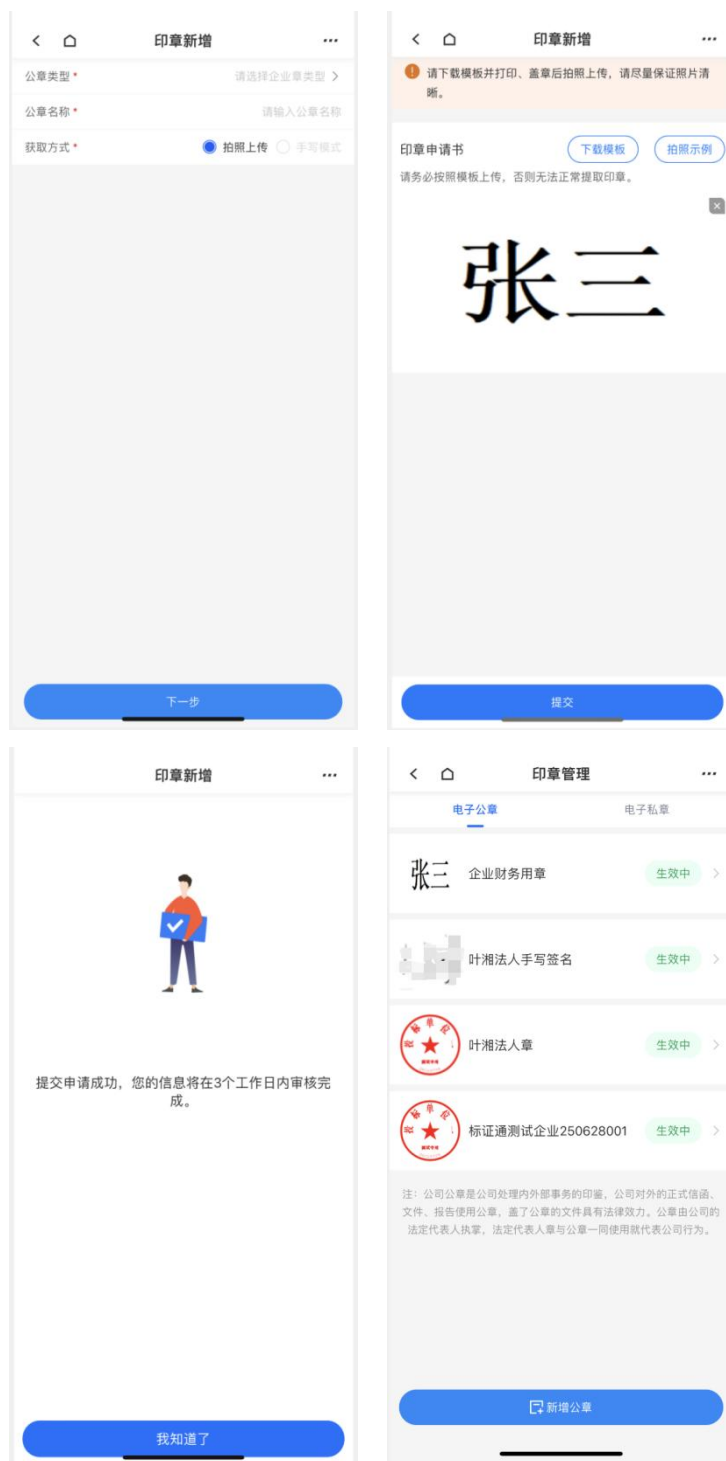 印章新增
公章类型*
请选择企业章类型
公章名称*
请输入公章名称
获取方式*
拍照上传
手写模式
下一步
印章新增
请下载模板并打印、盖章后拍照上传，请尽量保证照片清
晰。
印章申请书
下载模板
拍照示例
请务必按照模板上传，否则无法正常提取印章。
张三
提交
印章新增
提交申请成功，您的信息将在3个工作日内审核完
成。
我知道了
印章管理
电子公章
电子私章
张三
企业财务用章
生效中
叶湘法人手写签名
生效中
叶湘法人章
生效中
标证通测试企业250628001
生效中
注：公司公章是公司处理内外部事务的印鉴，公司对外的正式信函、
文件、报告使用公章，盖了公章的文件具有法律效力。公章由公司的
法定代表人执掌，法定代表人章与公章一同使用就代表公司行为。
新增公章